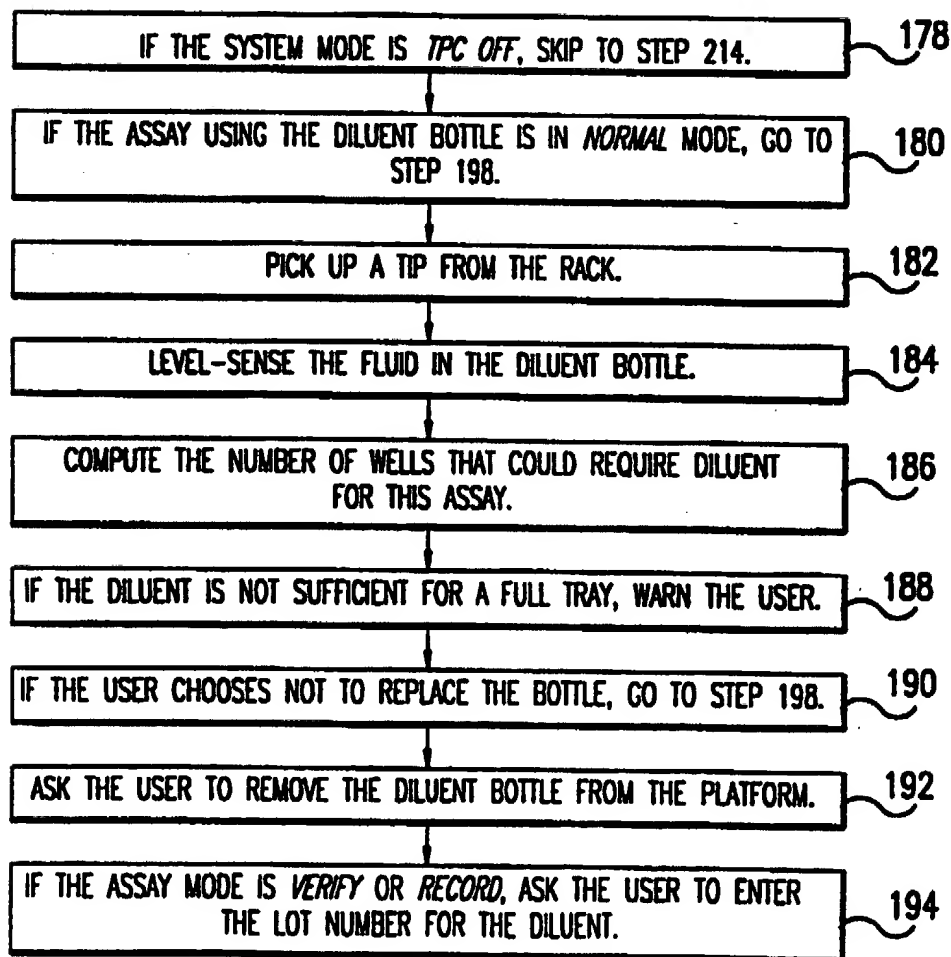 IF THE SYSTEM MODE IS TPC OFF, SKIP TO STEP 214.
178
IF THE ASSAY USING THE DILUENT BOTTLE IS IN NORMAL MODE, GO TO
STEP 198.
180
PICK UP A TIP FROM THE RACK.
182
LEVEL-SENSE THE FLUID IN THE DILUENT BOTTLE.
184
COMPUTE THE NUMBER OF WELLS THAT COULD REQUIRE DILUENT
FOR THIS ASSAY.
186
IF THE DILUENT IS NOT SUFFICIENT FOR A FULL TRAY, WARN THE USER.
188
IF THE USER CHOOSES NOT TO REPLACE THE BOTTLE, GO TO STEP 198.
190
ASK THE USER TO REMOVE THE DILUENT BOTTLE FROM THE PLATFORM.
192
IF THE ASSAY MODE IS VERIFY OR RECORD, ASK THE USER TO ENTER
THE LOT NUMBER FOR THE DILUENT.
194